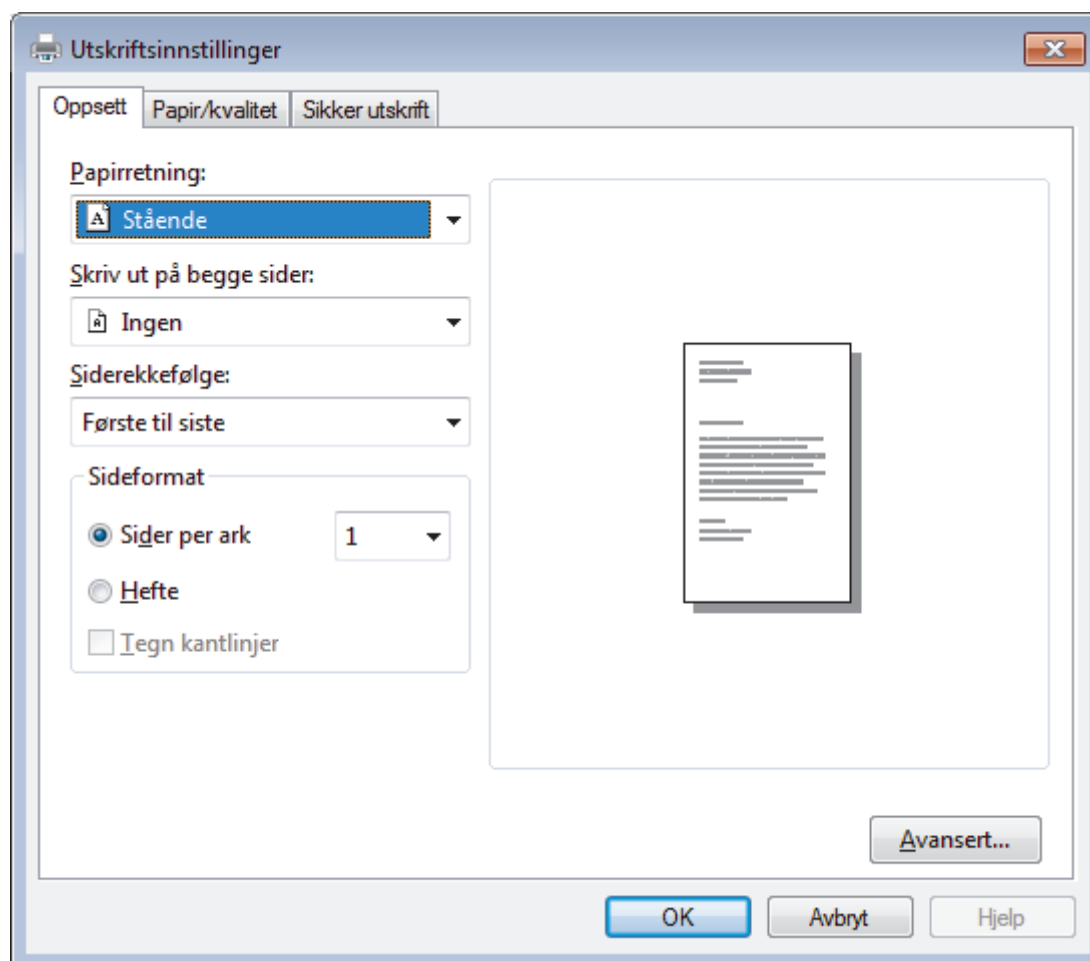 Utskriftsinnstillinger
Oppsett Papir/kvalitet Sikker utskrift
Papirretning:
A Stående
Skriv ut på begge sider:
A Ingen
Siderekkefølge:
Første til siste
Sideformat
Sider per ark 1
Hefte
Tegn kantlinjer
Avansert...
OK Avbryt Hjelp